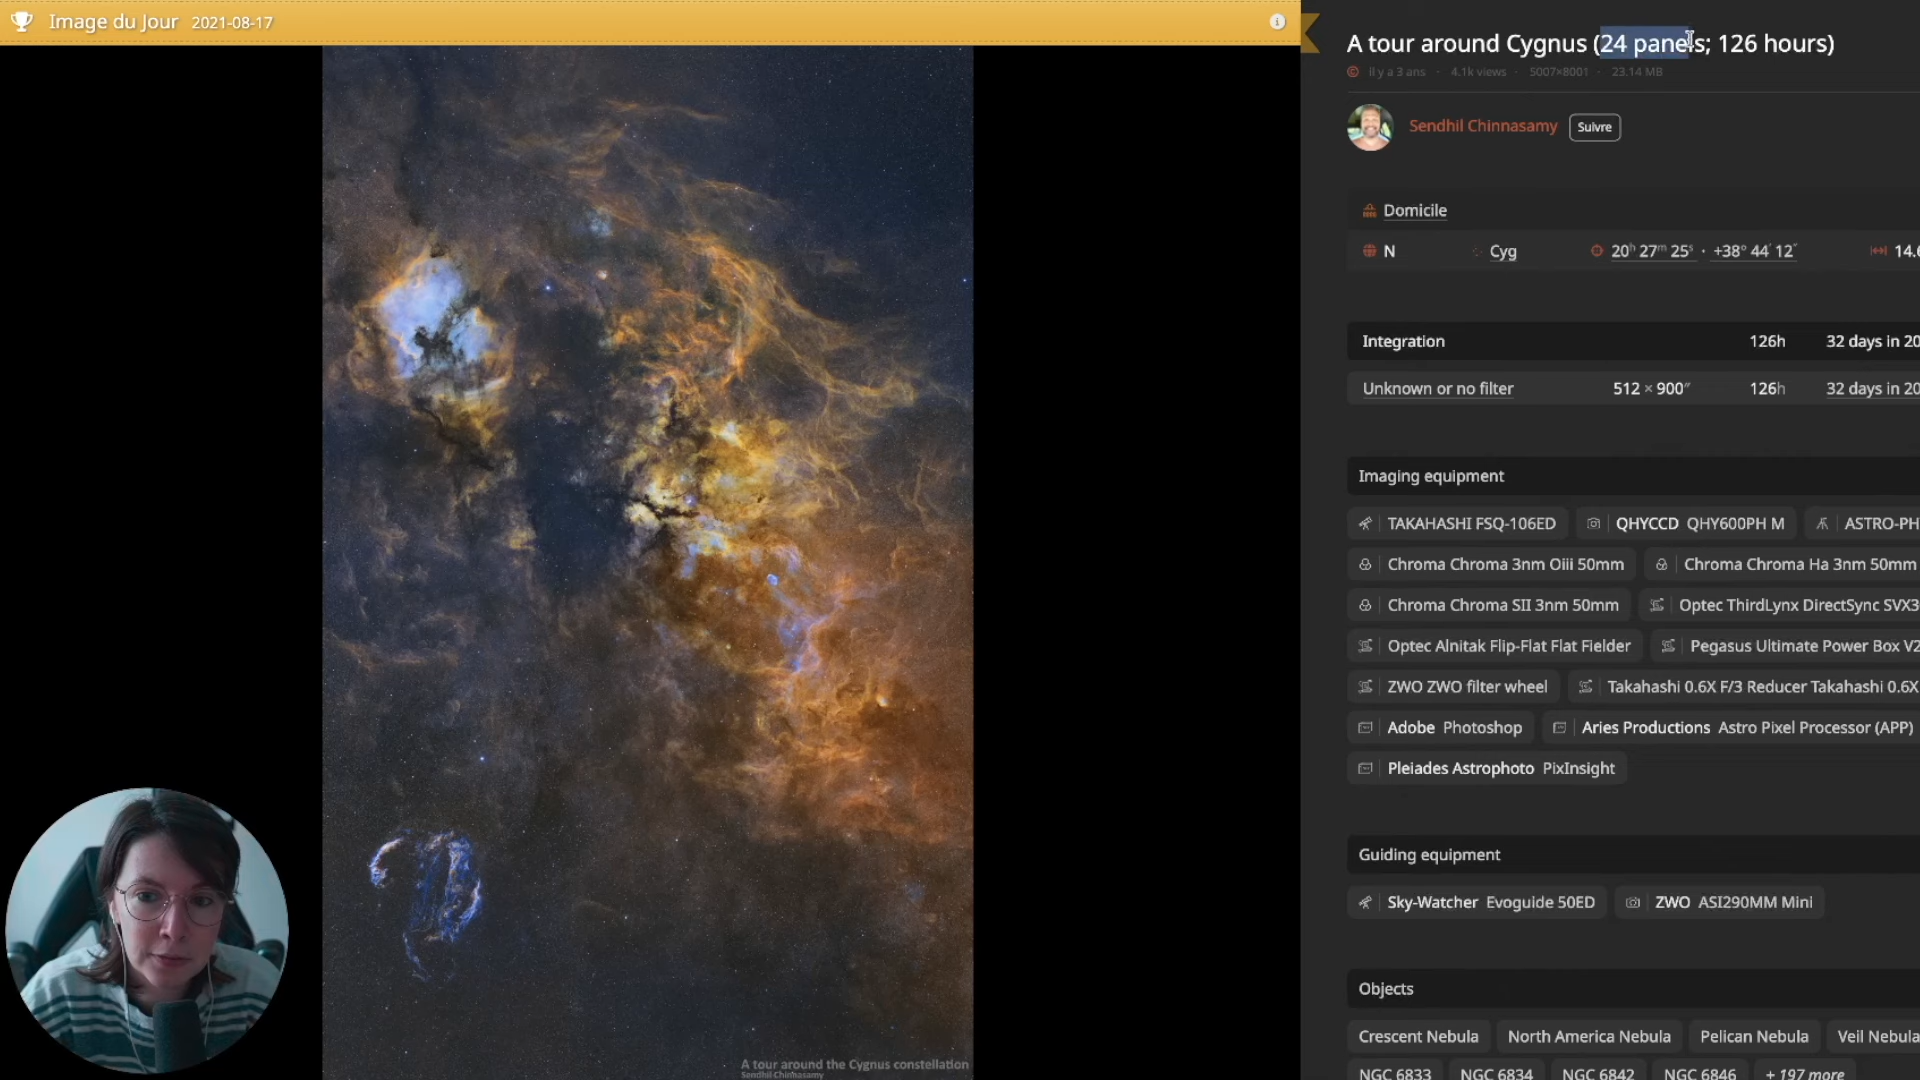 Image du Jour 2021-08-17
A tour around Cygnus (24 panels; 126 hours)
il y a 3 ans · 4.1k views · 5007×8001 · 23.14 MB
Sendhil Chinnasamy Suivre
Domicile
N Cyg 20h 27m 25s · +38° 44′ 12″ 14.6
Integration 126h 32 days in 20
Unknown or no filter 512 × 900″ 126h 32 days in 20
Imaging equipment
TAKAHASHI FSQ-106ED QHYCCD QHY600PH M ASTRO-PH
Chroma Chroma 3nm Oiii 50mm Chroma Chroma Ha 3nm 50mm
Chroma Chroma SII 3nm 50mm Optec ThirdLynx DirectSync SVX3
Optec Alnitak Flip-Flat Flat Fielder Pegasus Ultimate Power Box V2
ZWO ZWO filter wheel Takahashi 0.6X F/3 Reducer Takahashi 0.6X
Adobe Photoshop Aries Productions Astro Pixel Processor (APP)
Pleiades Astrophoto PixInsight
Guiding equipment
Sky-Watcher Evoguide 50ED ZWO ASI290MM Mini
Objects
Crescent Nebula North America Nebula Pelican Nebula Veil Nebula
NGC 6833 NGC 6834 NGC 6842 NGC 6846 + 197 more
A tour around the Cygnus constellation
Sendhil Chinnasamy